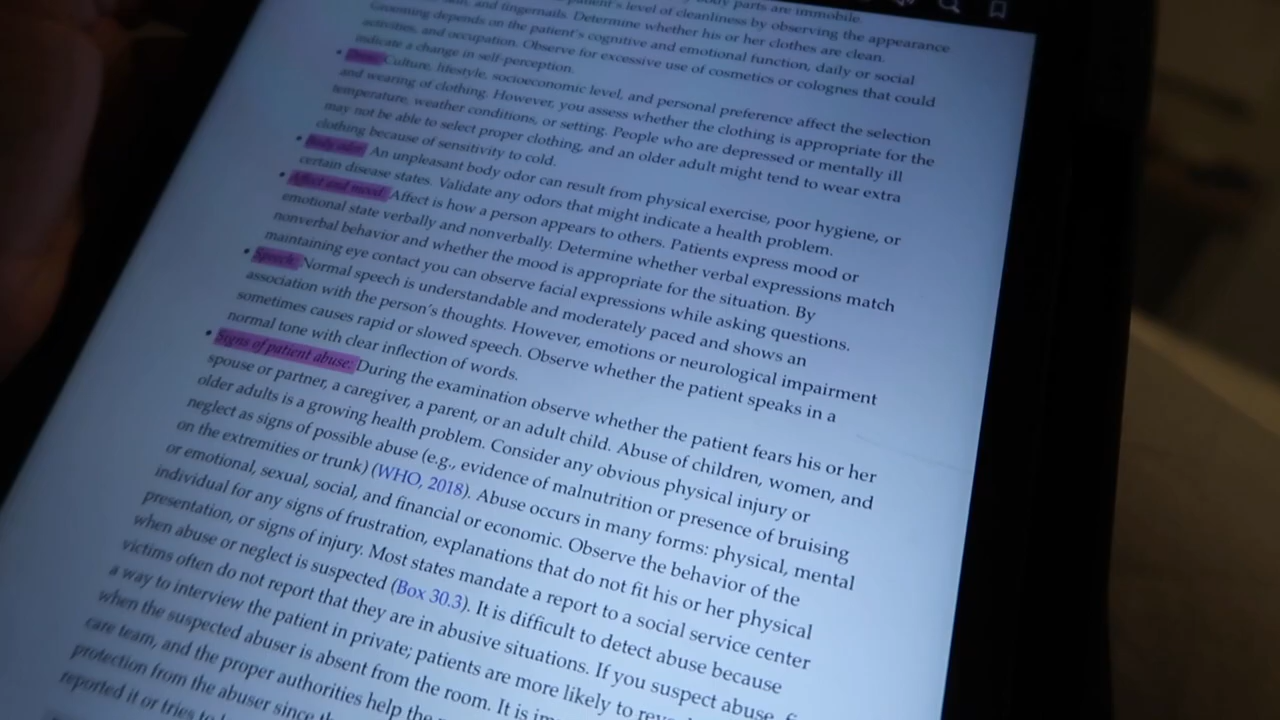 body parts are immobile.
and fingernails. Determine patient's level of cleanliness by observing the appearance
Grooming depends on the patient's whether his or her clothes are clean.
activities, and occupation. Observe for cognitive and emotional function, daily or social
indicate a change in self-perception. excessive use of cosmetics or colognes that could
• Dress: Culture, lifestyle, socioeconomic level, and personal preference affect the selection
and wearing of clothing. However, you assess whether the clothing is appropriate for the
temperature, weather conditions, or setting. People who are depressed or mentally ill
may not be able to select proper clothing, and an older adult might tend to wear extra
clothing because of sensitivity to cold.
• Body odor: An unpleasant body odor can result from physical exercise, poor hygiene, or
certain disease states. Validate any odors that might indicate a health problem.
• Affect and mood: Affect is how a person appears to others. Patients express mood or
emotional state verbally and nonverbally. Determine whether verbal expressions match
nonverbal behavior and whether the mood is appropriate for the situation. By
maintaining eye contact you can observe facial expressions while asking questions.
• Speech: Normal speech is understandable and moderately paced and shows an
association with the person's thoughts. However, emotions or neurological impairment
sometimes causes rapid or slowed speech. Observe whether the patient speaks in a
normal tone with clear inflection of words.
• Signs of patient abuse: During the examination observe whether the patient fears his or her
spouse or partner, a caregiver, a parent, or an adult child. Abuse of children, women, and
older adults is a growing health problem. Consider any obvious physical injury or
neglect as signs of possible abuse (e.g., evidence of malnutrition or presence of bruising
on the extremities or trunk) (WHO, 2018). Abuse occurs in many forms: physical, mental
or emotional, sexual, social, and financial or economic. Observe the behavior of the
individual for any signs of frustration, explanations that do not fit his or her physical
presentation, or signs of injury. Most states mandate a report to a social service center
when abuse or neglect is suspected (Box 30.3). It is difficult to detect abuse because
victims often do not report that they are in abusive situations. If you suspect abuse, f
a way to interview the patient in private; patients are more likely to
when the suspected abuser is absent from the room. It is
care team, and the proper authorities help the
protection from the abuser since
reported it or tries to